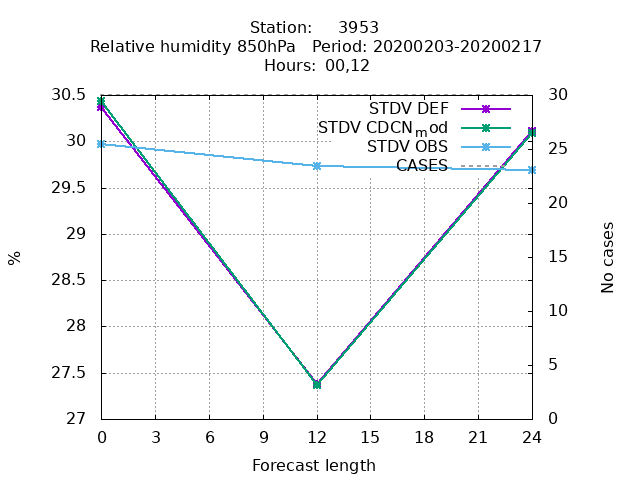 Station: 3953
Relative humidity 850hPa Period: 20200203-20200217
Hours: 00,12
30.5
30
29.5
29
28.5
28
27.5
27
%
STDV DEF
STDV CDCNmod
STDV OBS
CASES
30
25
20
15
10
5
0
No cases
0 3 6 9 12 15 18 21 24
Forecast length